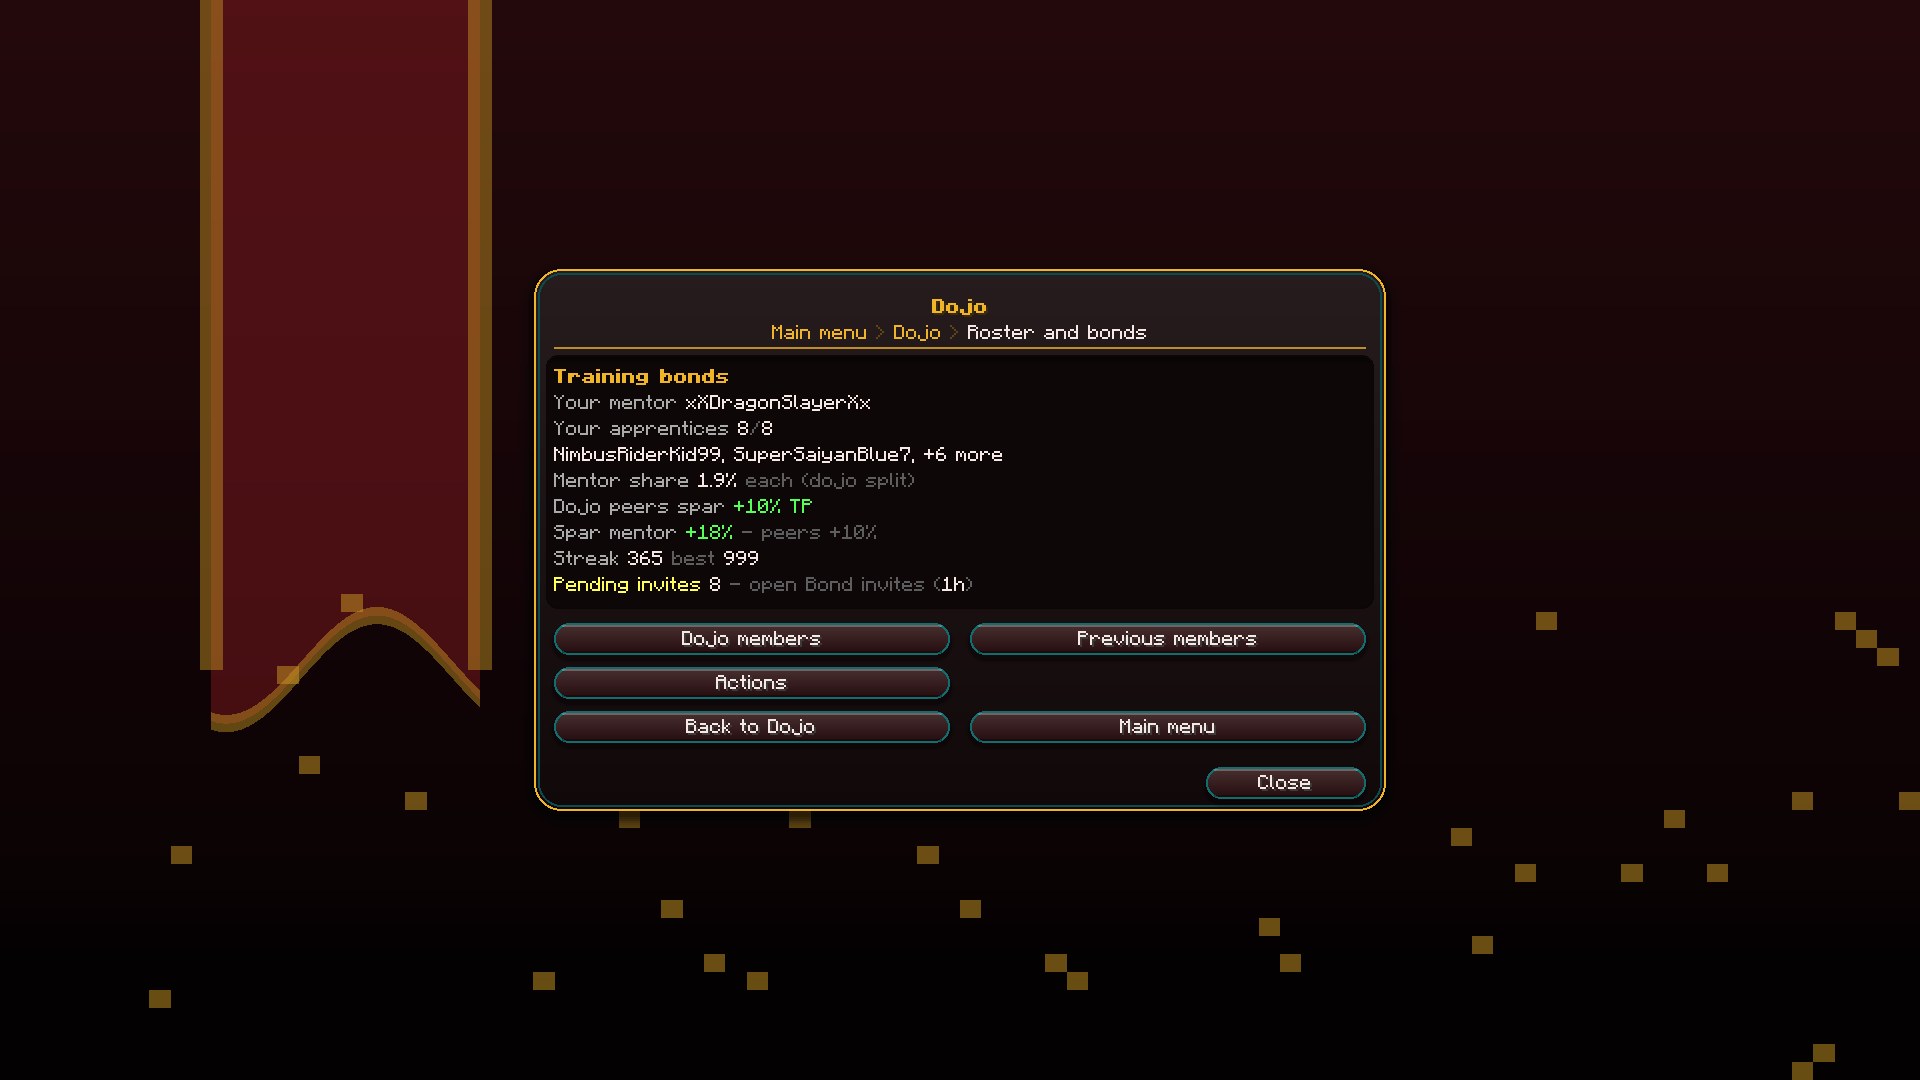 Dojo
Main menu > Dojo > Roster and bonds
Training bonds
Your mentor xXDragonSlayerXx
Your apprentices 8/8
NimbusRiderKid99, SuperSaiyanBlue7, +6 more
Mentor share 1.9% each (dojo split)
Dojo peers spar +10% TP
Spar mentor +18% – peers +10%
Streak 365 best 999
Pending invites 8 – open Bond invites (1h)
Dojo members
Previous members
Actions
Back to Dojo
Main menu
Close